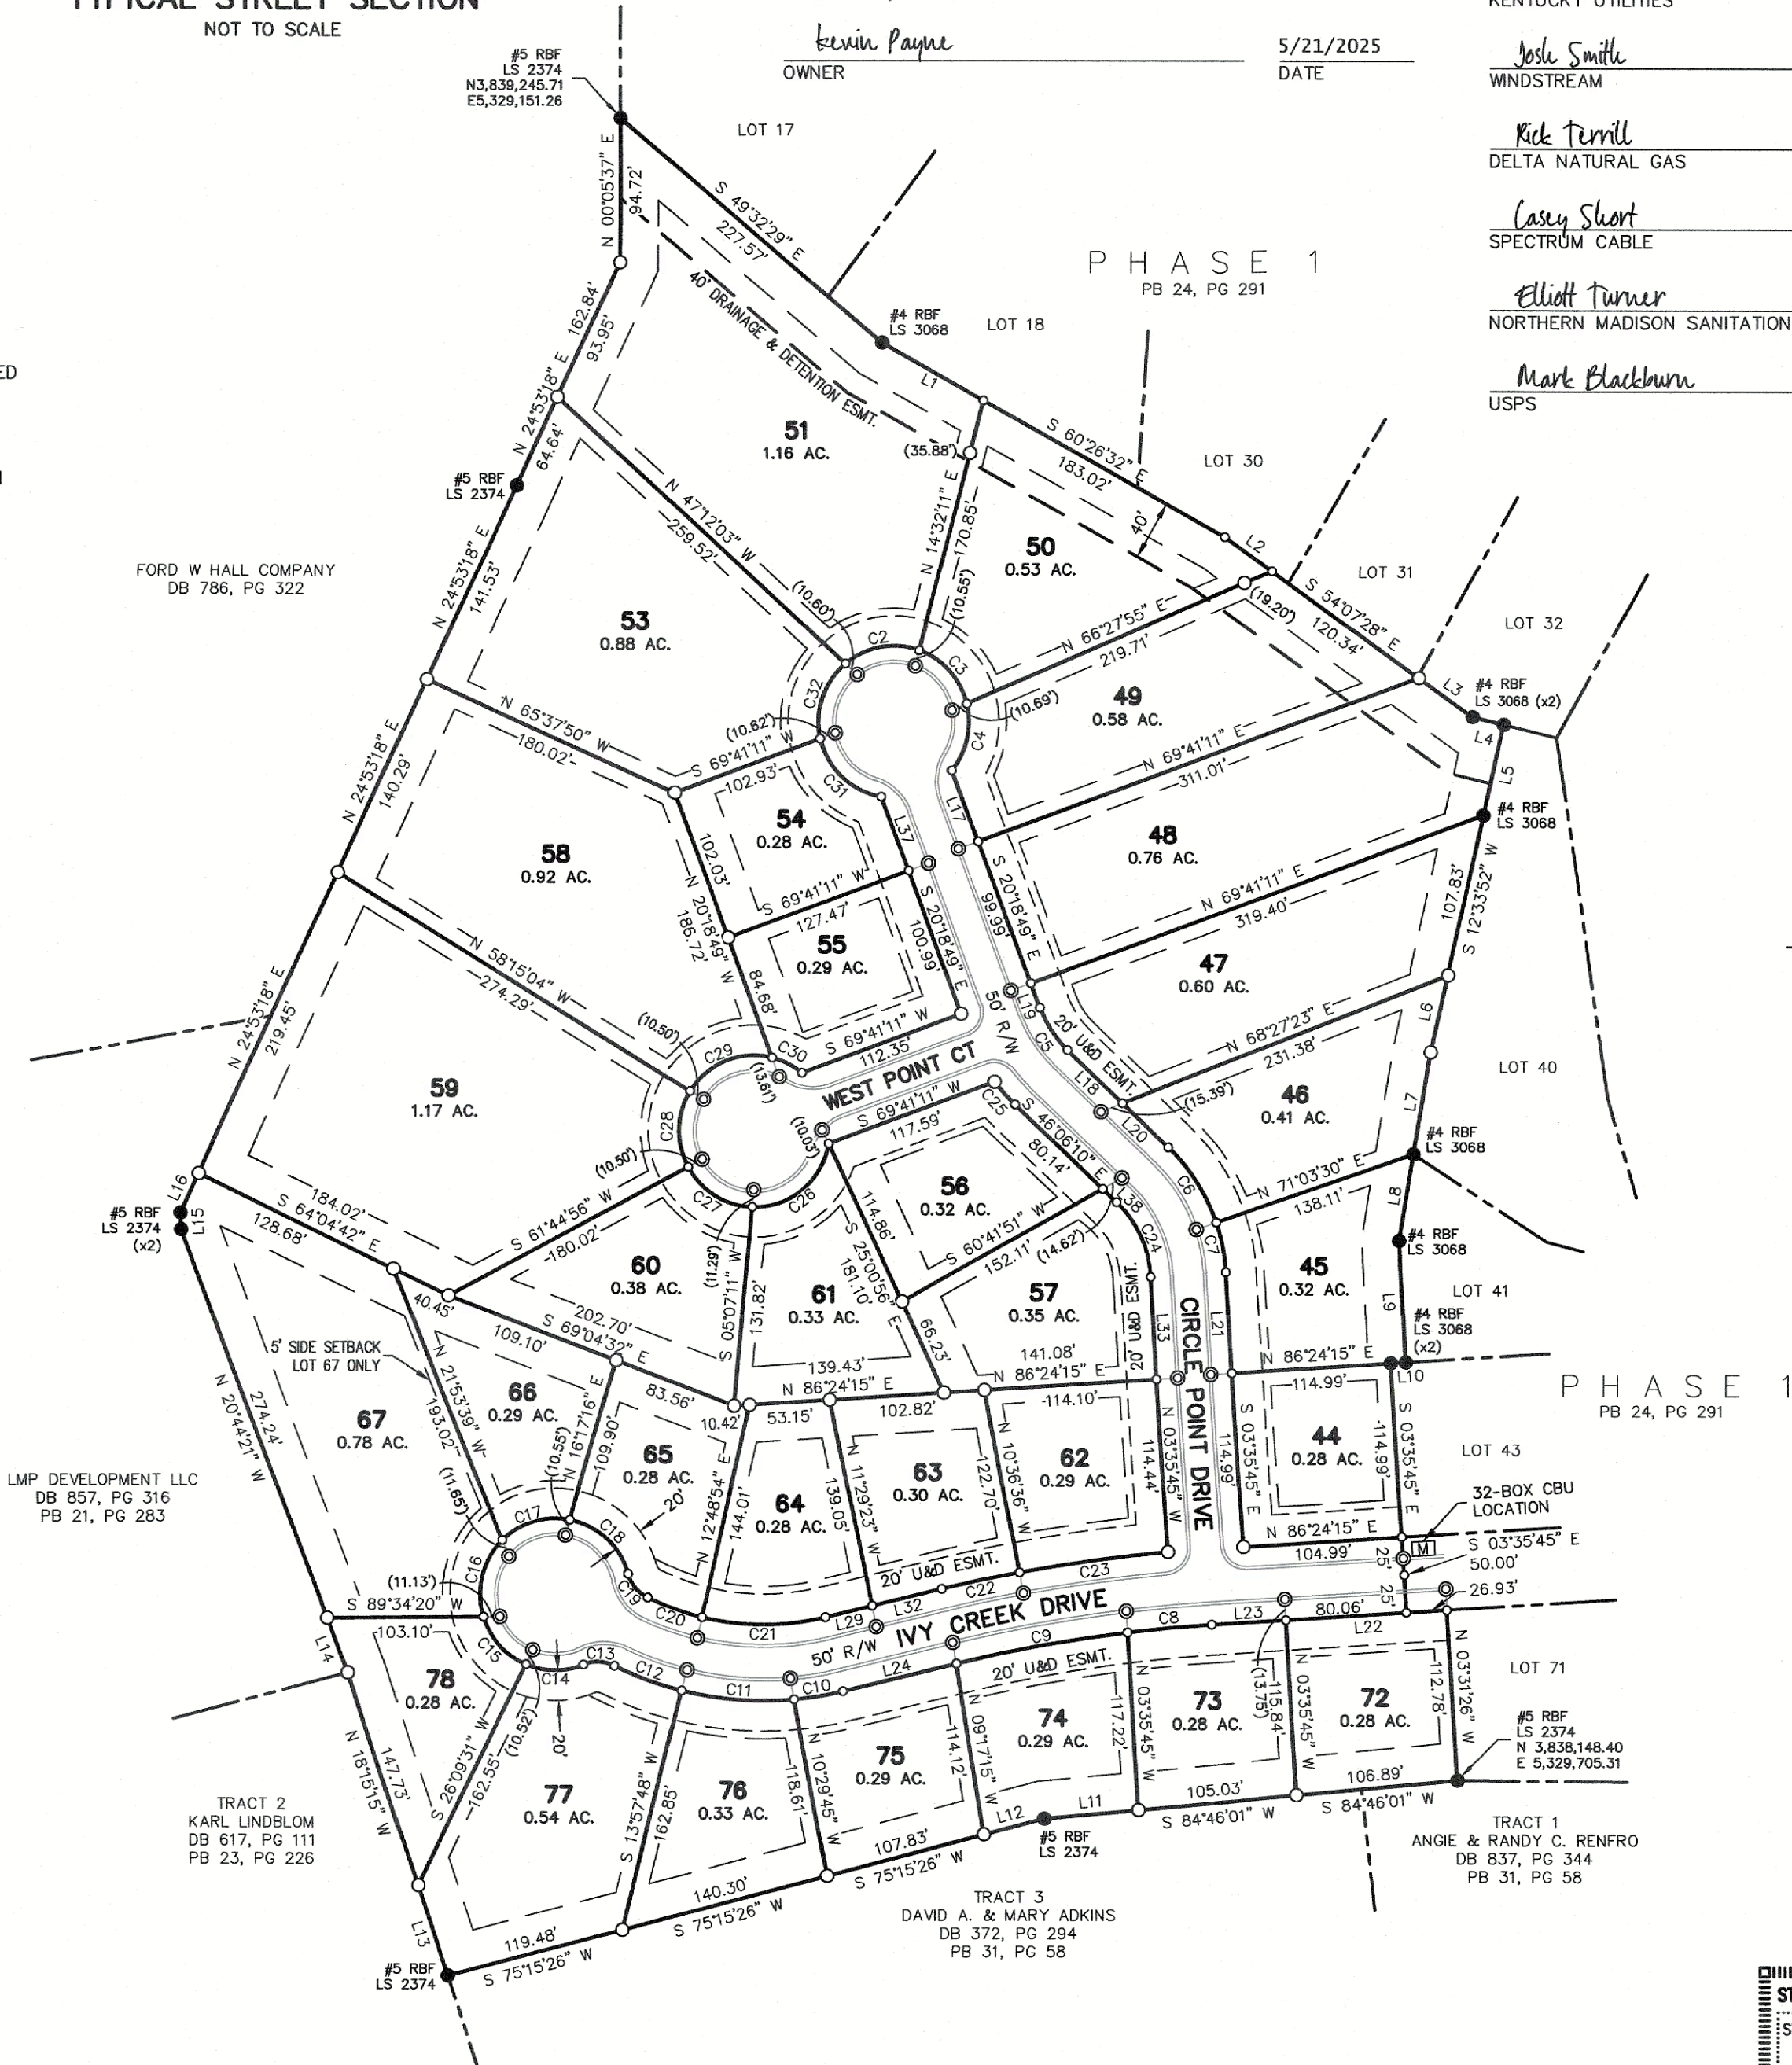 TYPICAL STREET SECTION
NOT TO SCALE
Kevin Payne
OWNER
5/21/2025
DATE
KENTUCKY UTILITIES
Josh Smith
WINDSTREAM
Rick Terrill
DELTA NATURAL GAS
Casey Short
SPECTRUM CABLE
Elliott Turner
NORTHERN MADISON SANITATION
Mark Blackburn
USPS
#5 RBF
LS 2374
N3,839,245.71
E5,329,151.26
LOT 17
N 00°05'37" E
94.72'
S 49°32'29" E
227.57'
PHASE 1
PB 24, PG 291
#4 RBF
LS 3068
LOT 18
L1
40' DRAINAGE & DETENTION ESMT.
162.84'
93.95'
N 24°53'18" E
64.64'
ED
#5 RBF
LS 2374
51
1.16 AC.
(35.88')
S 60°26'32" E
183.02'
LOT 30
40'
L2
N 47°12'03" W
259.52'
N 14°32'11" E
170.85'
(10.55')
50
0.53 AC.
LOT 31
S 54°07'28" E
120.34'
(19.20')
LOT 32
FORD W HALL COMPANY
DB 786, PG 322
N 24°53'18" E
141.53'
53
0.88 AC.
(10.60')
C2
C3
C32
N 66°27'55" E
219.71'
49
0.58 AC.
(10.69')
C4
L3
#4 RBF
LS 3068 (x2)
L4
L5
N 65°37'50" W
180.02'
(10.62')
S 69°41'11" W
102.93'
C31
N 69°41'11" E
311.01'
#4 RBF
LS 3068
N 24°53'18" E
140.29'
58
0.92 AC.
54
0.28 AC.
L37
L17
48
0.76 AC.
102.03'
N 20°18'49" W
186.72'
84.68'
S 69°41'11" W
127.47'
55
0.29 AC.
S 20°18'49" E
100.99'
S 20°18'49" E
99.99'
N 69°41'11" E
319.40'
107.83'
S 12°33'52" W
47
0.60 AC.
N 58°15'04" W
274.29'
(10.50')
C29
C30
(13.61')
S 69°41'11" W
112.35'
50' R/W
L19
C5
20' U&D ESMT.
N 68°27'23" E
231.38'
L6
N 24°53'18" E
219.45'
59
1.17 AC.
WEST POINT CT
L18
(15.39')
46
0.41 AC.
L7
LOT 40
C28
(10.03')
S 69°41'11" W
117.59'
C25
S 46°06'10" E
80.14'
L20
#4 RBF
LS 3068
(10.50')
C27
C26
56
0.32 AC.
L38
C6
N 71°03'30" E
138.11'
L8
L16
#5 RBF
LS 2374
(x2)
L15
184.02'
S 64°04'42" E
128.68'
S 61°44'56" W
180.02'
(11.29')
114.86'
S 25°00'56" E
181.10'
S 60°41'51" W
152.11'
(14.62')
C24
C7
#4 RBF
LS 3068
60
0.38 AC.
61
0.33 AC.
57
0.35 AC.
45
0.32 AC.
LOT 41
L9
#4 RBF
LS 3068
(x2)
40.45'
202.70'
S 69°04'32" E
109.10'
S 05°07'11" W
131.82'
66.23'
20' U&D ESMT.
L33
CIRCLE POINT DRIVE
L21
5' SIDE SETBACK
LOT 67 ONLY
139.43'
N 86°24'15" E
141.08'
N 86°24'15" E
N 86°24'15" E
114.99'
L10
PHASE 1
PB 24, PG 291
N 20°44'21" W
274.24'
67
0.78 AC.
N 21°53'39" W
193.02'
66
0.29 AC.
N 16°17'16" E
109.90'
83.56'
10.42'
53.15'
102.82'
114.10'
65
0.28 AC.
20'
(10.55')
(11.65')
N 12°48'54" E
144.01'
64
0.28 AC.
N 11°29'23" W
139.05'
63
0.30 AC.
N 10°36'36" W
122.70'
62
0.29 AC.
114.44'
N 03°35'45" W
114.99'
S 03°35'45" E
44
0.28 AC.
S 03°35'45" E
114.99'
LOT 43
32-BOX CBU
LOCATION
LMP DEVELOPMENT LLC
DB 857, PG 316
PB 21, PG 283
C17
C18
C16
N 86°24'15" E
104.99'
M
S 03°35'45" E
50.00'
25'
25'
26.93'
(11.13')
S 89°34'20" W
103.10'
C19
C20
C21
L29
L32
C22
C23
20' U&D ESMT.
50' R/W
IVY CREEK DRIVE
C8
L23
80.06'
L22
L14
C15
C14
C13
C12
C11
C10
L24
C9
20' U&D ESMT.
78
0.28 AC.
(10.52')
20'
74
0.29 AC.
73
0.28 AC.
(13.75')
72
0.28 AC.
N 03°31'26" W
112.78'
LOT 71
N 18°15'15" W
147.73'
S 26°09'31" W
162.55'
77
0.54 AC.
S 13°57'48" W
162.85'
76
0.33 AC.
N 10°29'45" W
118.61'
75
0.29 AC.
N 09°17'15" W
114.12'
N 03°35'45" W
117.22'
N 03°35'45" W
115.84'
#5 RBF
LS 2374
N 3,838,148.40
E 5,329,705.31
TRACT 2
KARL LINDBLOM
DB 617, PG 111
PB 23, PG 226
L12
L11
#5 RBF
LS 2374
105.03'
S 84°46'01" W
106.89'
S 84°46'01" W
TRACT 1
ANGIE & RANDY C. RENFRO
DB 837, PG 344
PB 31, PG 58
107.83'
S 75°15'26" W
140.30'
S 75°15'26" W
TRACT 3
DAVID A. & MARY ADKINS
DB 372, PG 294
PB 31, PG 58
L13
#5 RBF
LS 2374
119.48'
S 75°15'26" W